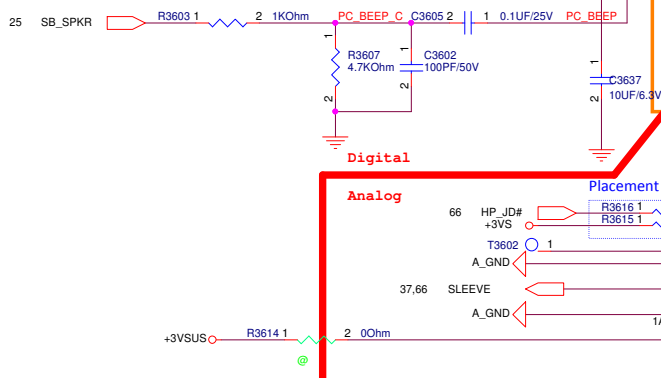 25 SB_SPKR R3603 1 2 1KOhm PC_BEEP_C C3605 2 1 0.1UF/25V PC_BEEP
1 R3607 4.7KOhm 2
1 C3602 100PF/50V 2
1 C3637 10UF/6.3V 2
Digital
Analog
Placement
66 HP_JD# R3616 1
+3VS R3615 1
T3602 1
A_GND
37,66 SLEEVE
A_GND
1A
+3VSUS R3614 1 2 0Ohm
@